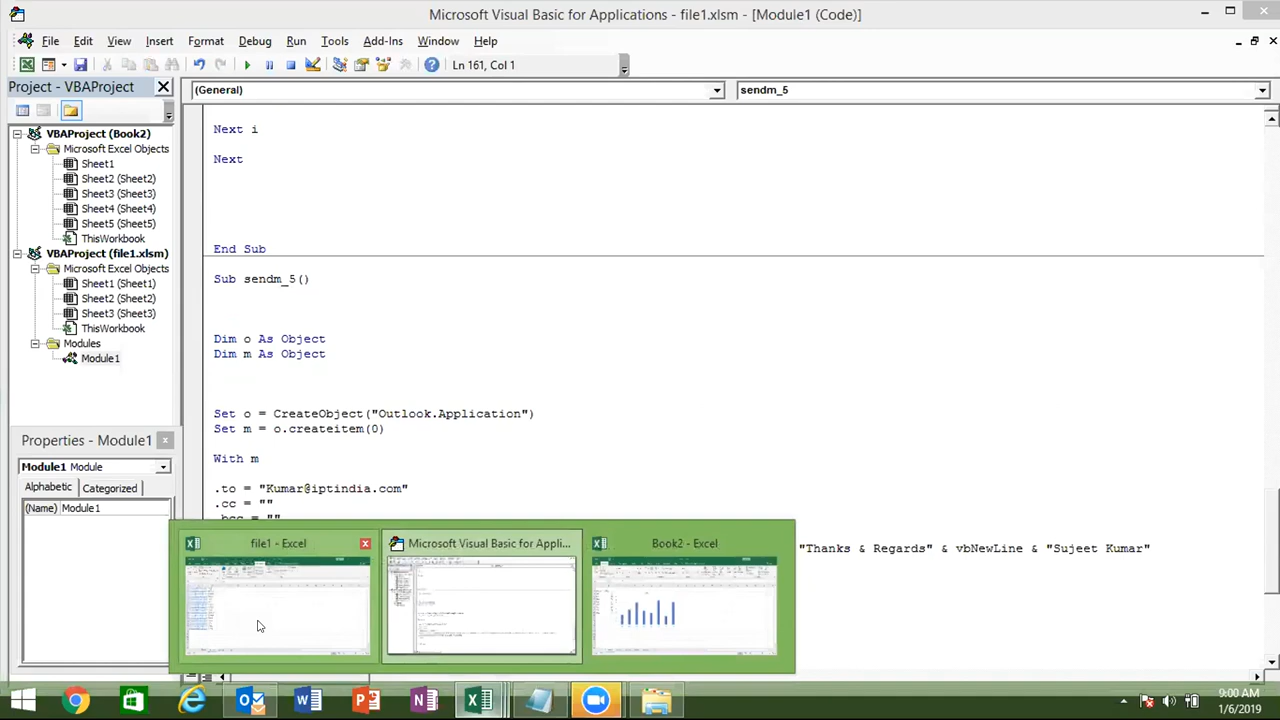 Microsoft Visual Basic for Applications - file1.xlsm - [Module1 (Code)]
File Edit View Insert Format Debug Run Tools Add-Ins Window Help
Ln 161, Col 1
Project - VBAProject
(General)
sendm_5
VBAProject (Book2)
Microsoft Excel Objects
Sheet1
Sheet2 (Sheet2)
Sheet3 (Sheet3)
Sheet4 (Sheet4)
Sheet5 (Sheet5)
ThisWorkbook
VBAProject (file1.xlsm)
Microsoft Excel Objects
Sheet1 (Sheet1)
Sheet2 (Sheet2)
Sheet3 (Sheet3)
ThisWorkbook
Modules
Module1
Properties - Module1
Module1 Module
Alphabetic Categorized
(Name) Module1
Next i
Next
End Sub
Sub sendm_5()
Dim o As Object
Dim m As Object
Set o = CreateObject("Outlook.Application")
Set m = o.createitem(0)
With m
.to = "Kumar@iptindia.com"
.cc = ""
.bcc = ""
"Thanks & Regards" & vbNewLine & "Sujeet Kumar"
file1 - Excel
Microsoft Visual Basic for Appli...
Book2 - Excel
9:00 AM
1/6/2019